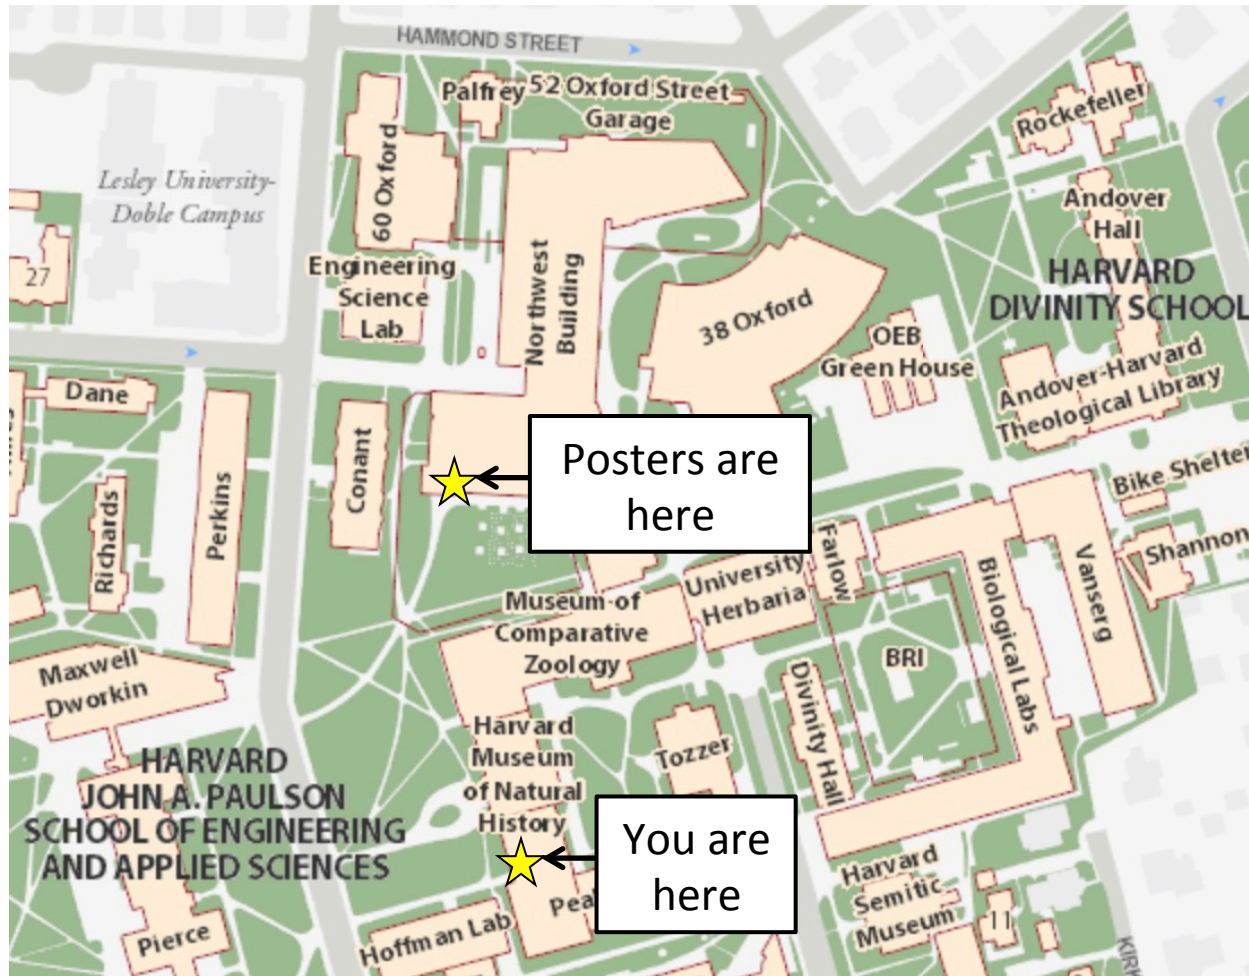 HAMMOND STREET
Palfrey
52 Oxford Street
Garage
60 Oxford
Rockefeller
Lesley University-
Doble Campus
Andover
Hall
HARVARD
DIVINITY SCHOOL
27
Engineering
Science
Lab
Northwest
Building
38 Oxford
OEB
Green House
Andover-Harvard
Theological Library
Dane
Perkins
Conant
Richards
Posters are
here
Bike Shelter
Farlow
University
Herbaria
Biological Labs
Vanserg
Shannon
Museum of
Comparative
Zoology
BRI
Maxwell
Dworkin
Divinity Hall
Harvard
Museum
of Natural
History
Tozzer
HARVARD
JOHN A. PAULSON
SCHOOL OF ENGINEERING
AND APPLIED SCIENCES
You are
here
Harvard
Semitic
Museum
11
Hoffman Lab
Pierce